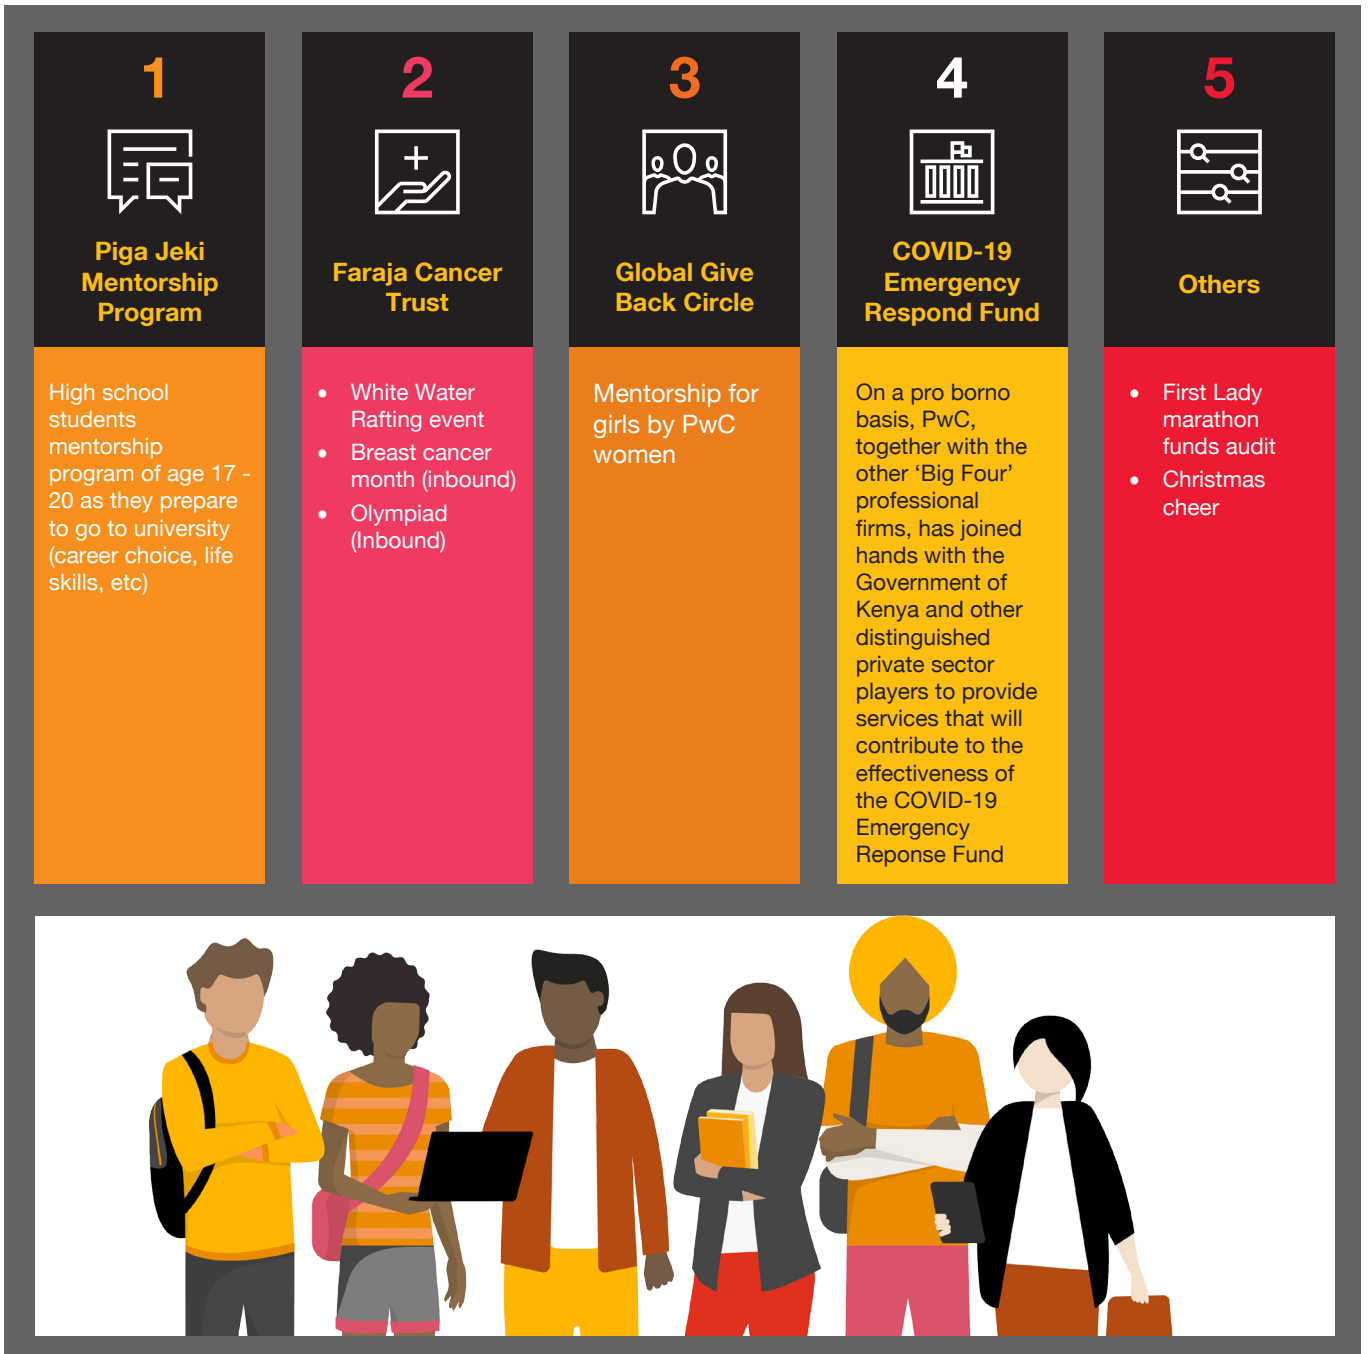 1
Piga Jeki
Mentorship
Program
High school
students
mentorship
program of age 17 -
20 as they prepare
to go to university
(career choice, life
skills, etc)
2
Faraja Cancer
Trust
• White Water
Rafting event
• Breast cancer
month (inbound)
• Olympiad
(Inbound)
3
Global Give
Back Circle
Mentorship for
girls by PwC
women
4
COVID-19
Emergency
Respond Fund
On a pro borno
basis, PwC,
together with the
other ‘Big Four’
professional
firms, has joined
hands with the
Government of
Kenya and other
distinguished
private sector
players to provide
services that will
contribute to the
effectiveness of
the COVID-19
Emergency
Reponse Fund
5
Others
• First Lady
marathon
funds audit
• Christmas
cheer